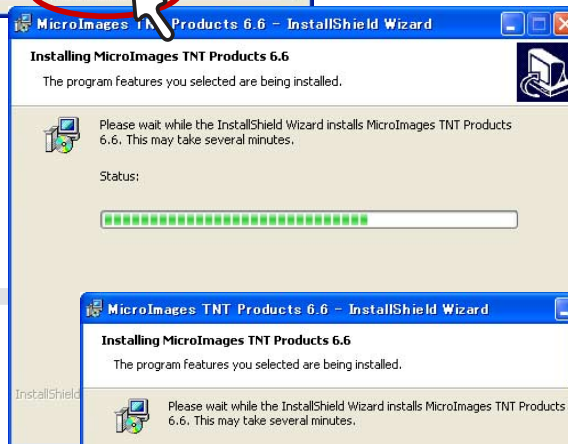 MicroImages TNT Products 6.6 - InstallShield Wizard
Installing MicroImages TNT Products 6.6
The program features you selected are being installed.
Please wait while the InstallShield Wizard installs MicroImages TNT Products
6.6. This may take several minutes.
Status:
InstallShield
MicroImages TNT Products 6.6 - InstallShield Wizard
Installing MicroImages TNT Products 6.6
The program features you selected are being installed.
Please wait while the InstallShield Wizard installs MicroImages TNT Products
6.6. This may take several minutes.